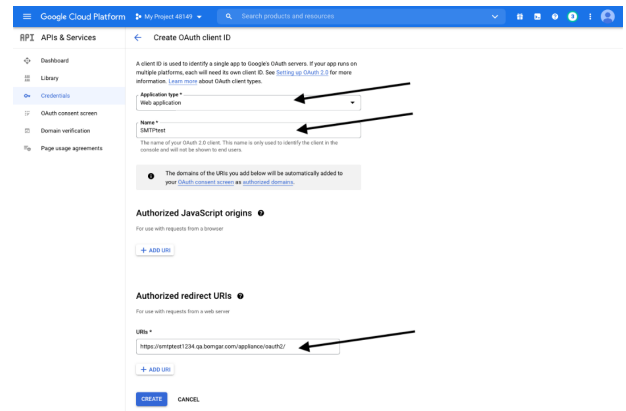 Google Cloud Platform
My Project 48149
Search products and resources
3
API APIs & Services
Create OAuth client ID
Dashboard
Library
Credentials
OAuth consent screen
Domain verification
Page usage agreements
A client ID is used to identify a single app to Google's OAuth servers. If your app runs on
multiple platforms, each will need its own client ID. See Setting up OAuth 2.0 for more
information. Learn more about OAuth client types.
Application type *
Web application
Name *
SMTPtest
The name of your OAuth 2.0 client. This name is only used to identify the client in the
console and will not be shown to end users.
The domains of the URIs you add below will be automatically added to
your OAuth consent screen as authorized domains.
Authorized JavaScript origins
For use with requests from a browser
+ ADD URI
Authorized redirect URIs
For use with requests from a web server
URIs *
https://smtptest1234.qa.bomgar.com/appliance/oauth2/
+ ADD URI
CREATE
CANCEL